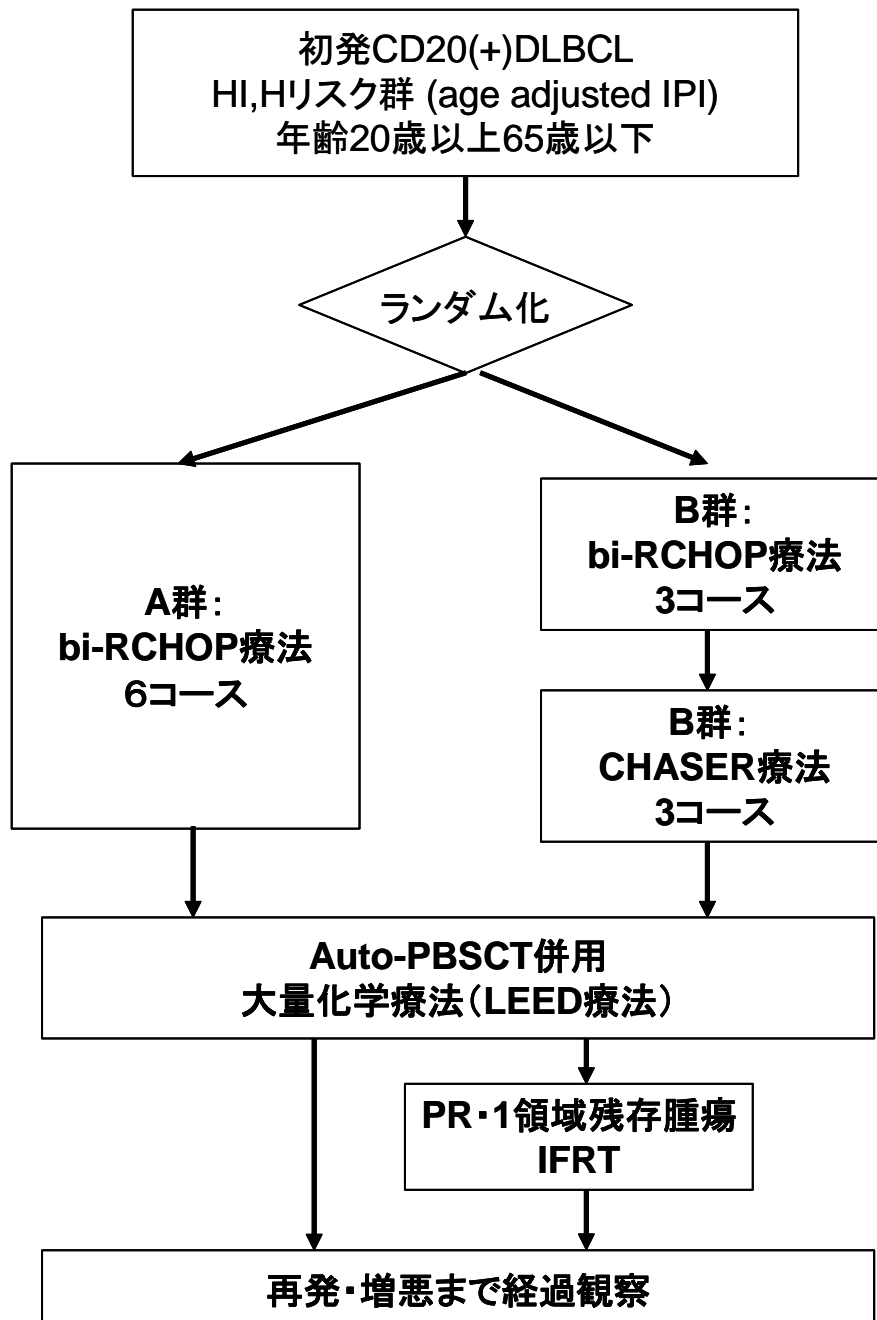 初発CD20(+)DLBCL
HI,Hリスク群 (age adjusted IPI)
年齢20歳以上65歳以下
ランダム化
A群：
bi-RCHOP療法
６コース
B群：
bi-RCHOP療法
3コース
B群：
CHASER療法
3コース
Auto-PBSCT併用
大量化学療法（LEED療法）
PR・1領域残存腫瘍
IFRT
再発・増悪まで経過観察